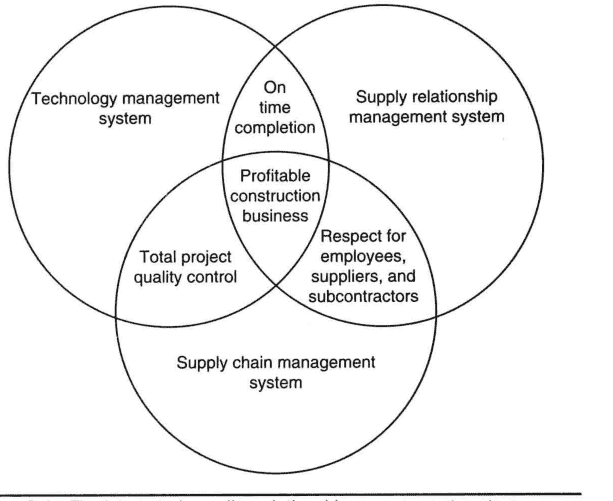 Technology management
system
On
time
completion
Supply relationship
management system
Profitable
construction
business
Total project
quality control
Respect for
employees,
suppliers, and
subcontractors
Supply chain management
system